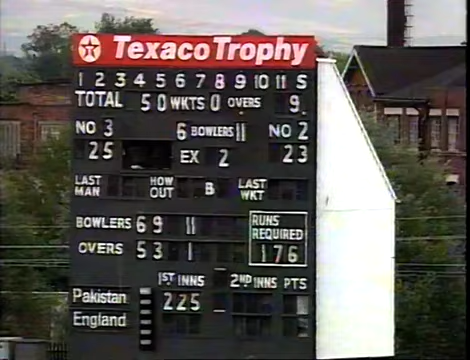 Texaco Trophy
1 2 3 4 5 6 7 8 9 10 11 S
TOTAL 50 WKTS 0 OVERS 9
NO 3 6 BOWLERS 11 NO 2
25 EX 2 23
LAST MAN HOW OUT B LAST WKT
BOWLERS 6 9 11
OVERS 5 3 1
RUNS REQUIRED
176
1ST INNS 2ND INNS PTS
Pakistan 225
England